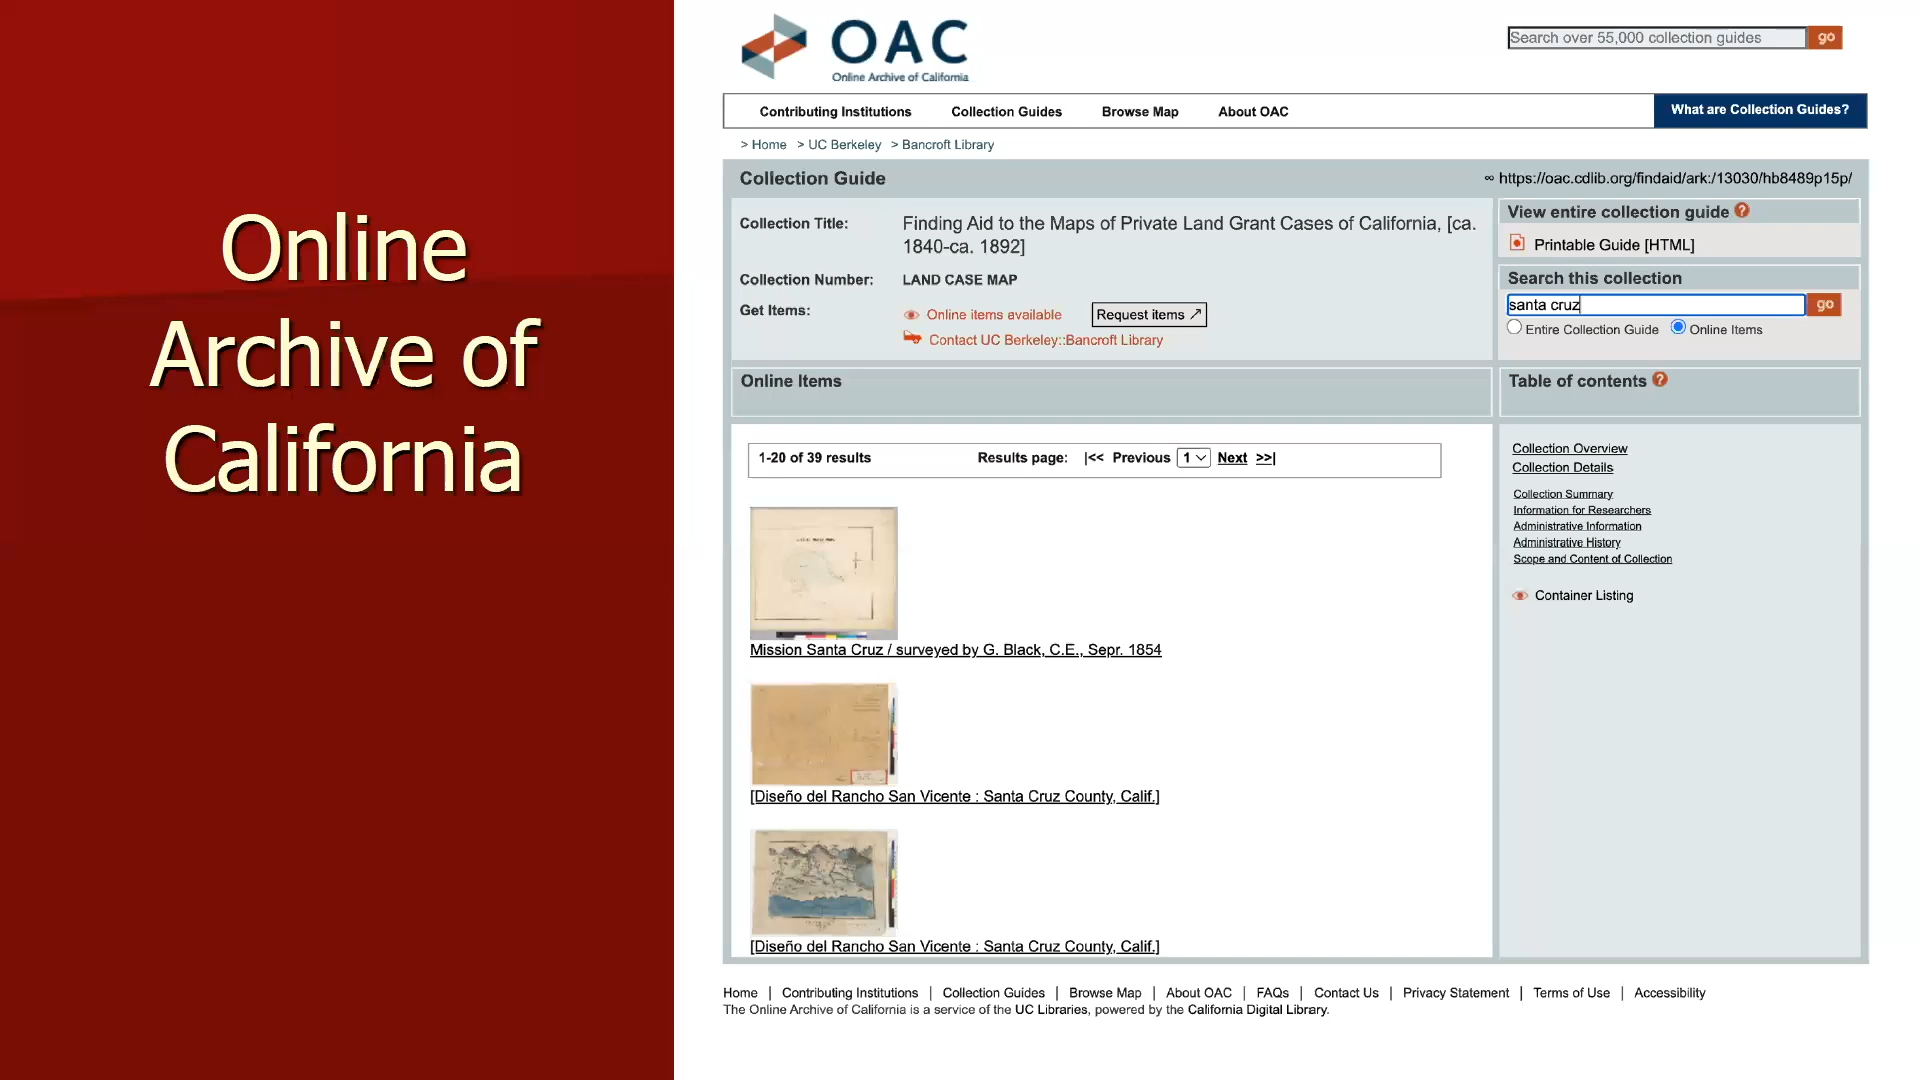 Online
Archive of
California
OAC
Online Archive of California
Search over 55,000 collection guides
go
Contributing Institutions
Collection Guides
Browse Map
About OAC
What are Collection Guides?
> Home > UC Berkeley > Bancroft Library
Collection Guide
∞ https://oac.cdlib.org/findaid/ark:/13030/hb8489p15p/
Collection Title:
Finding Aid to the Maps of Private Land Grant Cases of California, [ca.
1840-ca. 1892]
Collection Number:
LAND CASE MAP
Get Items:
Online items available
Request items ↗
Contact UC Berkeley::Bancroft Library
View entire collection guide ?
Printable Guide [HTML]
Search this collection
santa cruz
go
Entire Collection Guide
Online Items
Online Items
Table of contents ?
1-20 of 39 results
Results page: |<< Previous 1 Next >>|
Mission Santa Cruz / surveyed by G. Black, C.E., Sepr. 1854
[Diseño del Rancho San Vicente : Santa Cruz County, Calif.]
[Diseño del Rancho San Vicente : Santa Cruz County, Calif.]
Collection Overview
Collection Details
Collection Summary
Information for Researchers
Administrative Information
Administrative History
Scope and Content of Collection
Container Listing
Home | Contributing Institutions | Collection Guides | Browse Map | About OAC | FAQs | Contact Us | Privacy Statement | Terms of Use | Accessibility
The Online Archive of California is a service of the UC Libraries, powered by the California Digital Library.